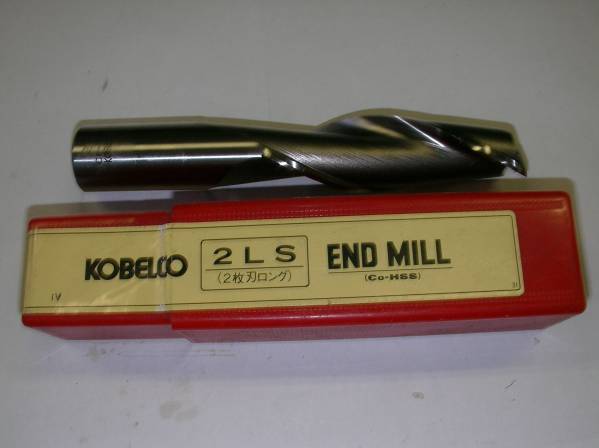 KOBELCO
2LS
(2枚刃ロング)
END MILL
(Co-HSS)